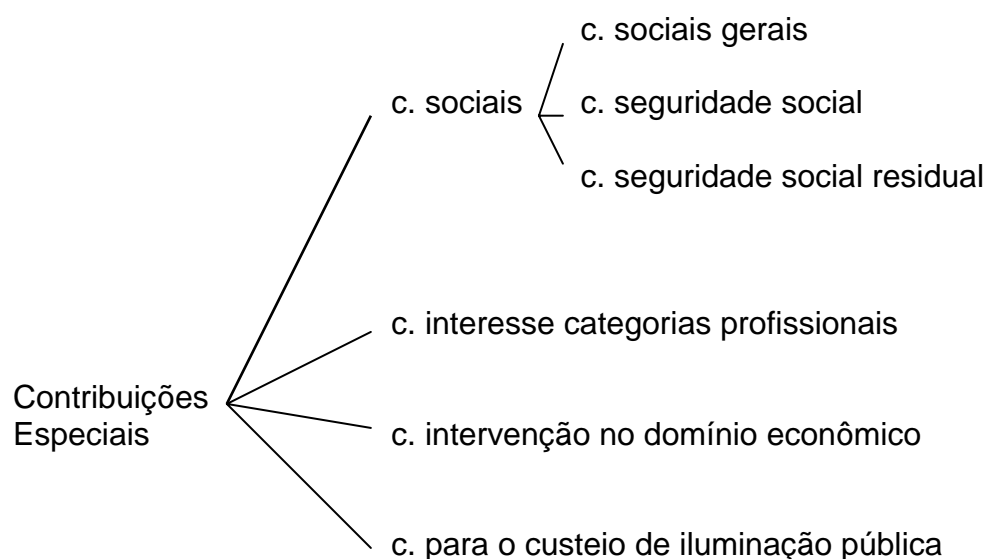 c. sociais gerais
c. sociais
c. seguridade social
c. seguridade social residual
c. interesse categorias profissionais
Contribuições
Especiais
c. intervenção no domínio econômico
c. para o custeio de iluminação pública